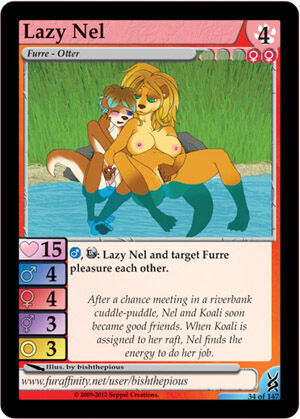 Lazy Nel
4
Furre - Otter
15
4
4
3
3
: Lazy Nel and target Furre
pleasure each other.
After a chance meeting in a riverbank
cuddle-puddle, Nel and Koali soon
became good friends. When Koali is
assigned to her raft, Nel finds the
energy to do her job.
Illus. by bishthepious
www.furaffinity.net/user/bishthepious
© 2009-2012 Seppel Creations.
34 of 147